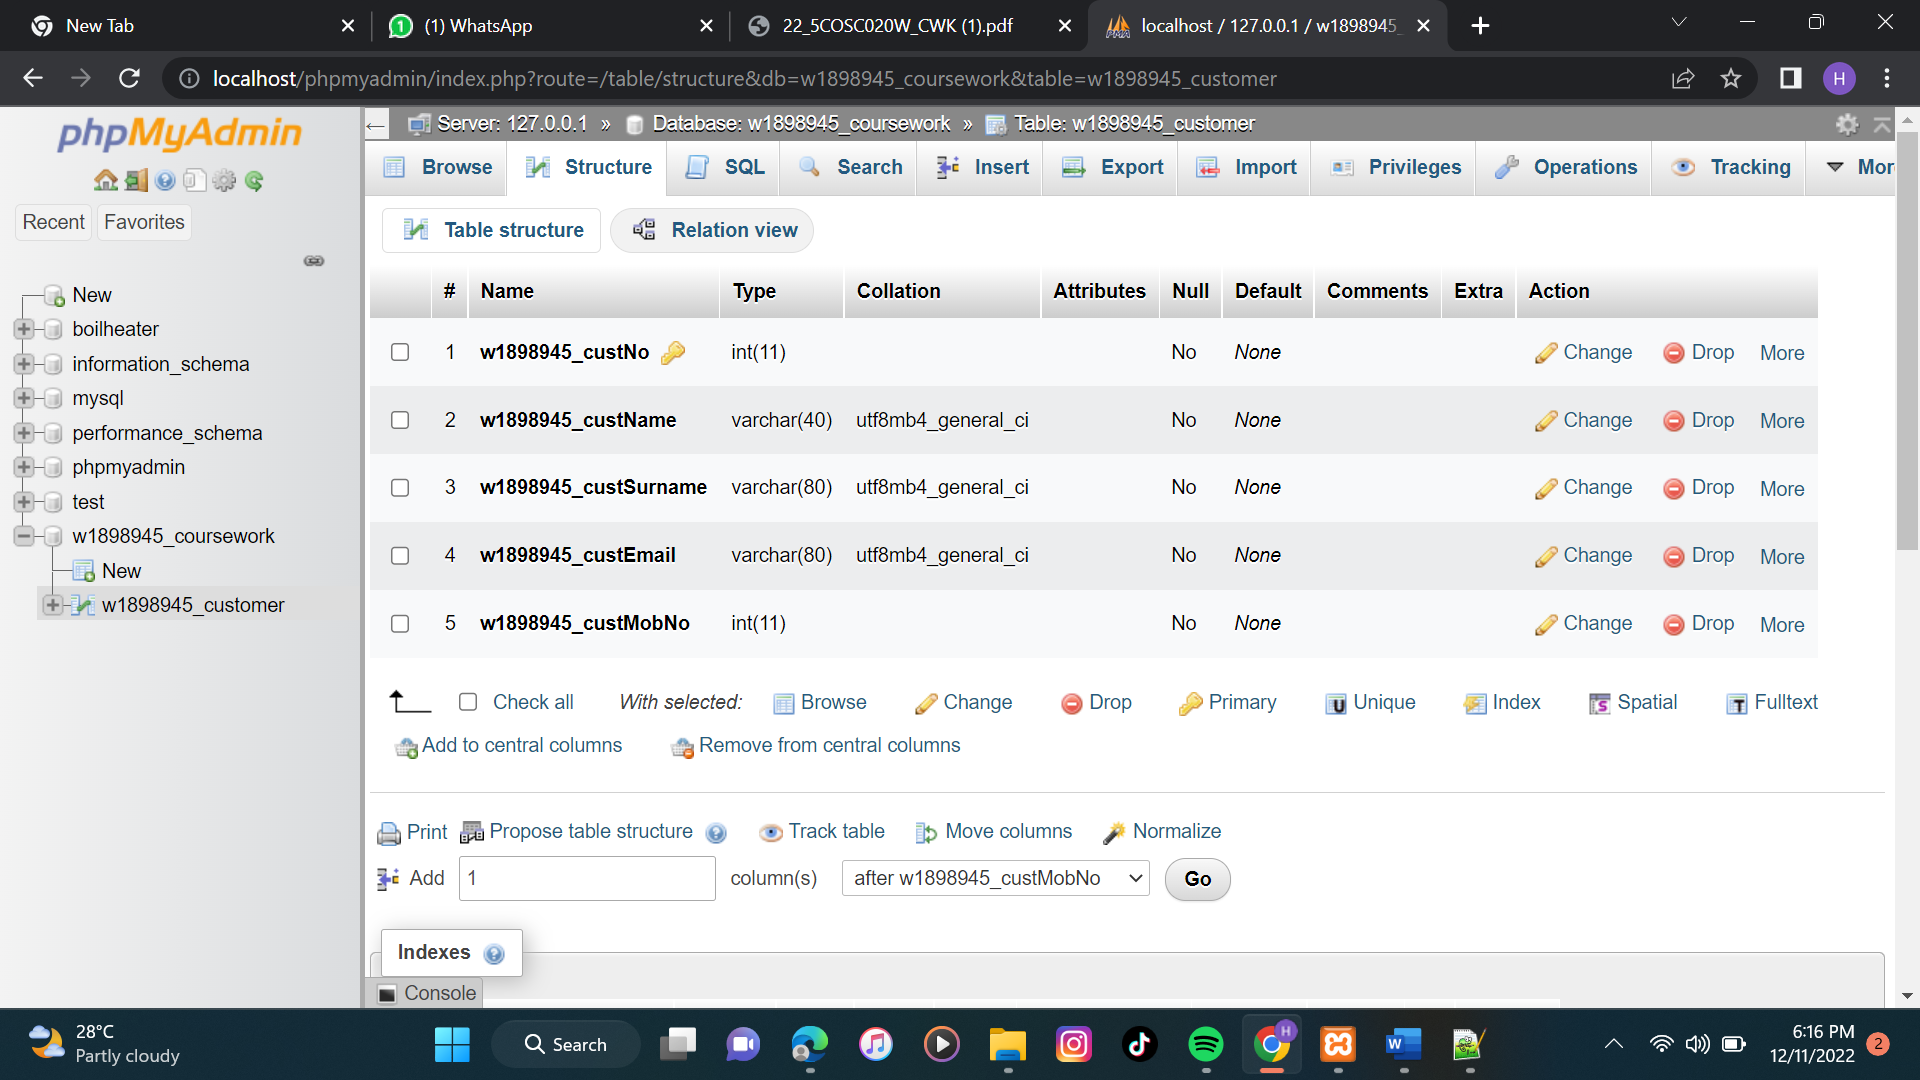 New Tab
(1) WhatsApp
22_5COSC020W_CWK (1).pdf
localhost / 127.0.0.1 / w1898945_
localhost/phpmyadmin/index.php?route=/table/structure&db=w1898945_coursework&table=w1898945_customer
H
phpMyAdmin
Recent Favorites
New
boilheater
information_schema
mysql
performance_schema
phpmyadmin
test
w1898945_coursework
New
w1898945_customer
Server: 127.0.0.1 » Database: w1898945_coursework » Table: w1898945_customer
Browse Structure SQL Search Insert Export Import Privileges Operations Tracking Mor
Table structure Relation view
# Name Type Collation Attributes Null Default Comments Extra Action
1 w1898945_custNo int(11) No None Change Drop More
2 w1898945_custName varchar(40) utf8mb4_general_ci No None Change Drop More
3 w1898945_custSurname varchar(80) utf8mb4_general_ci No None Change Drop More
4 w1898945_custEmail varchar(80) utf8mb4_general_ci No None Change Drop More
5 w1898945_custMobNo int(11) No None Change Drop More
Check all With selected: Browse Change Drop Primary Unique Index Spatial Fulltext
Add to central columns Remove from central columns
Print Propose table structure Track table Move columns Normalize
Add 1 column(s) after w1898945_custMobNo Go
Indexes
Console
28°C
Partly cloudy
Search
H
6:16 PM
12/11/2022
2